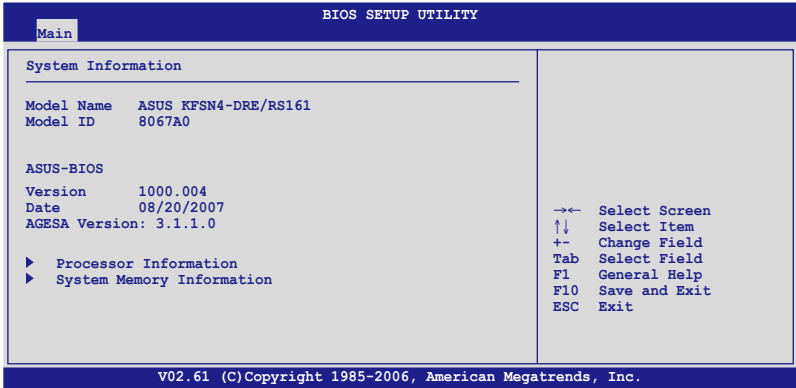 BIOS SETUP UTILITY
Main
System Information
Model Name ASUS KFSN4-DRE/RS161
Model ID 8067A0
ASUS-BIOS
Version 1000.004
Date 08/20/2007
AGESA Version: 3.1.1.0
Processor Information
System Memory Information
→← Select Screen
↑↓ Select Item
+- Change Field
Tab Select Field
F1 General Help
F10 Save and Exit
ESC Exit
V02.61 (C)Copyright 1985-2006, American Megatrends, Inc.